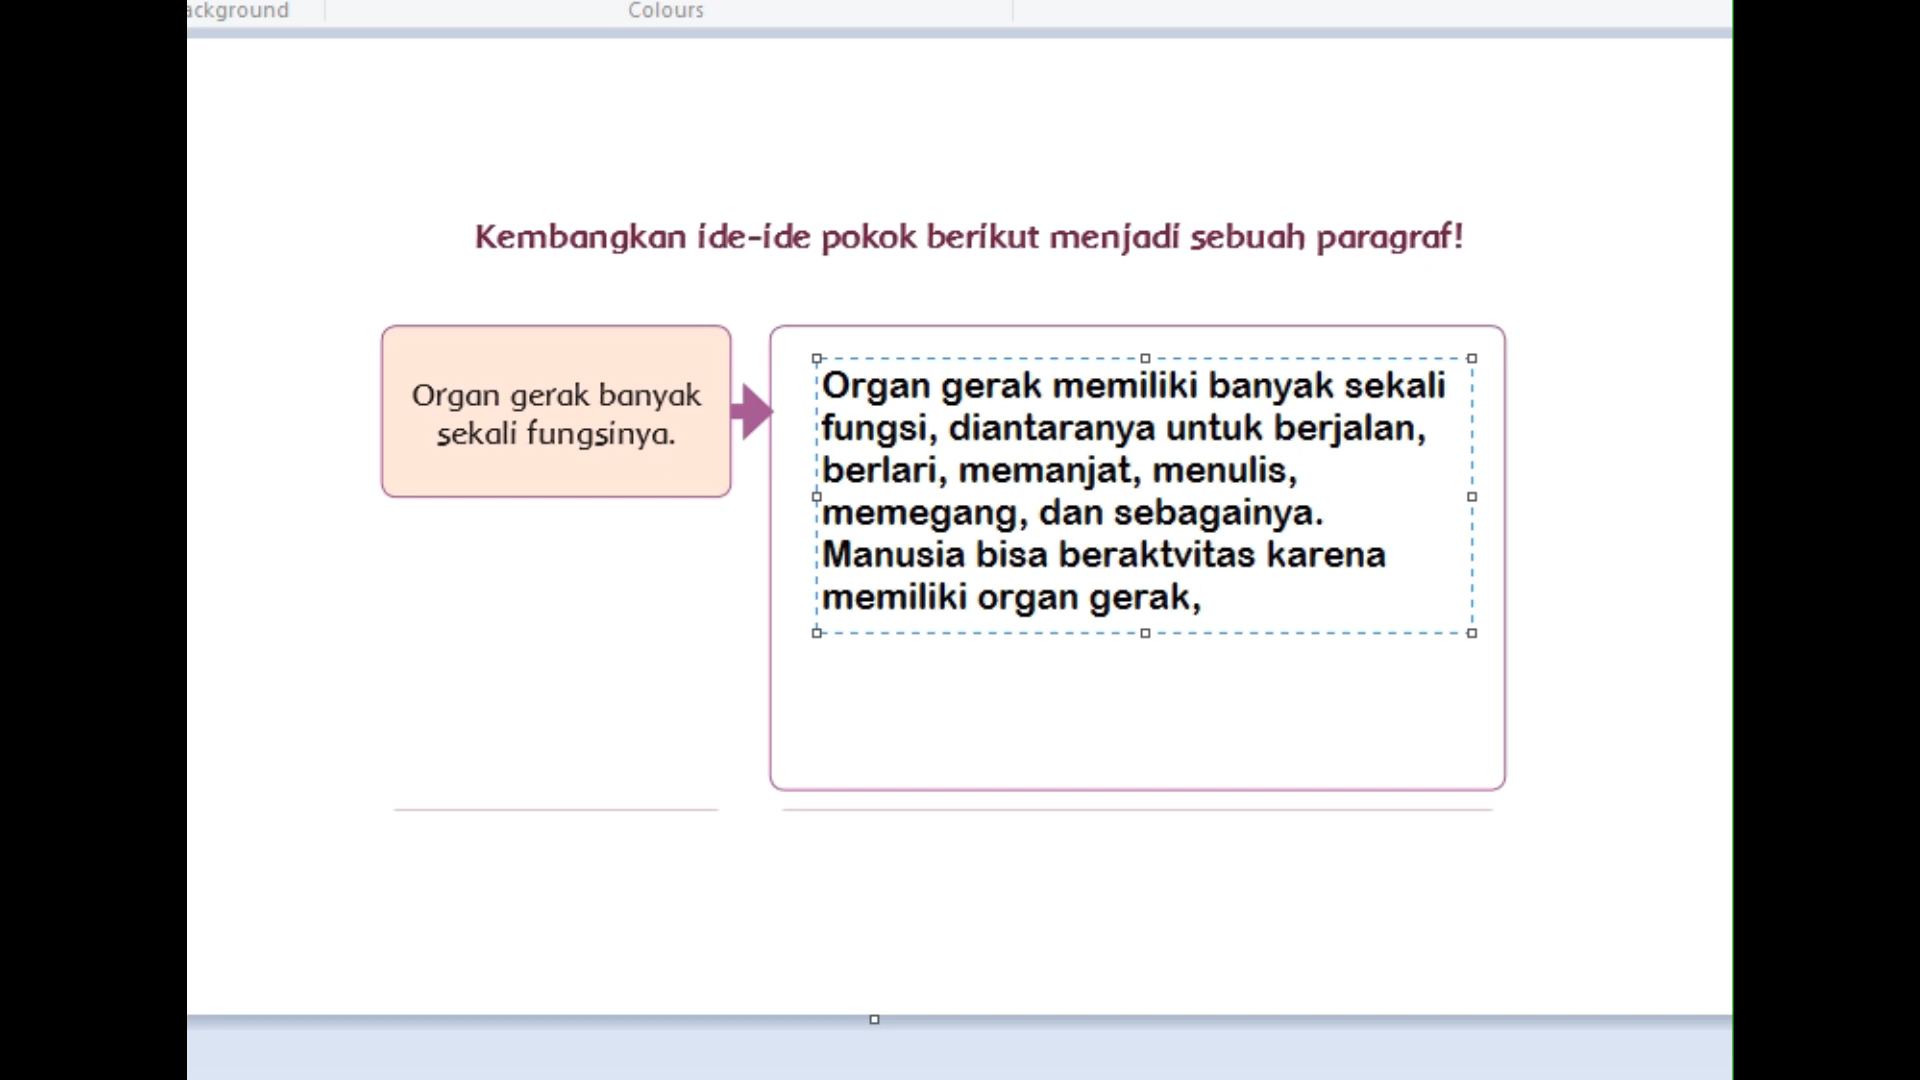 ackground
Colours
Kembangkan ide-ide pokok berikut menjadi sebuah paragraf!
Organ gerak banyak
sekali fungsinya.
Organ gerak memiliki banyak sekali
fungsi, diantaranya untuk berjalan,
berlari, memanjat, menulis,
memegang, dan sebagainya.
Manusia bisa beraktvitas karena
memiliki organ gerak,